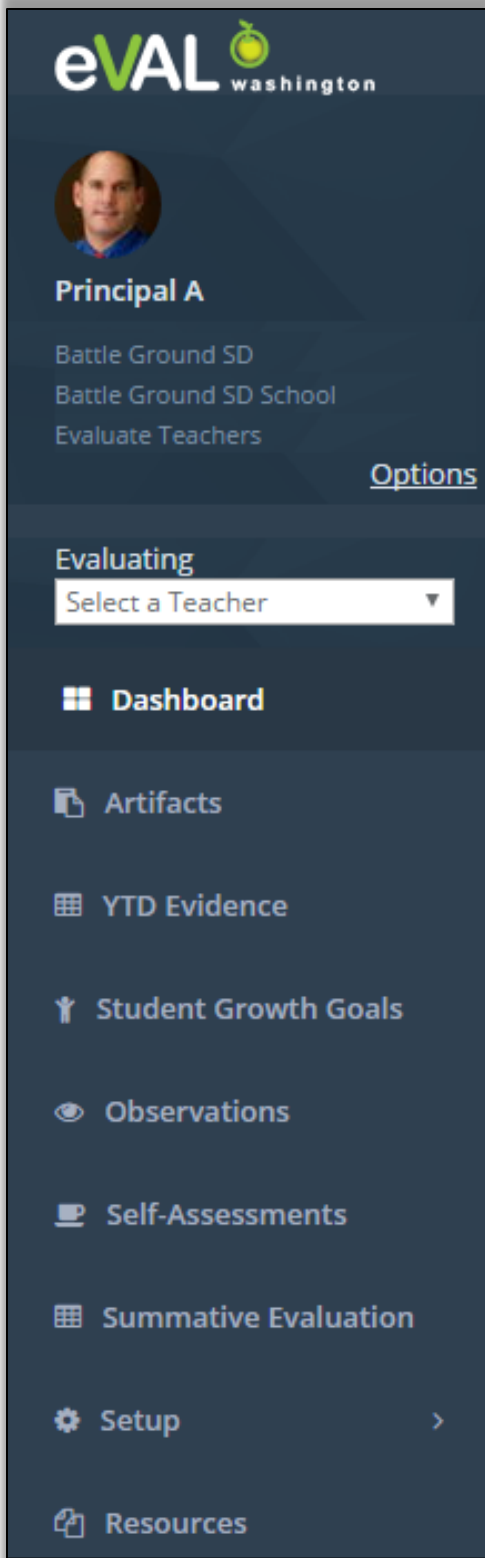 eVAL
washington
Principal A
Battle Ground SD
Battle Ground SD School
Evaluate Teachers
Options
Evaluating
Select a Teacher
Dashboard
Artifacts
YTD Evidence
Student Growth Goals
Observations
Self-Assessments
Summative Evaluation
Setup
Resources